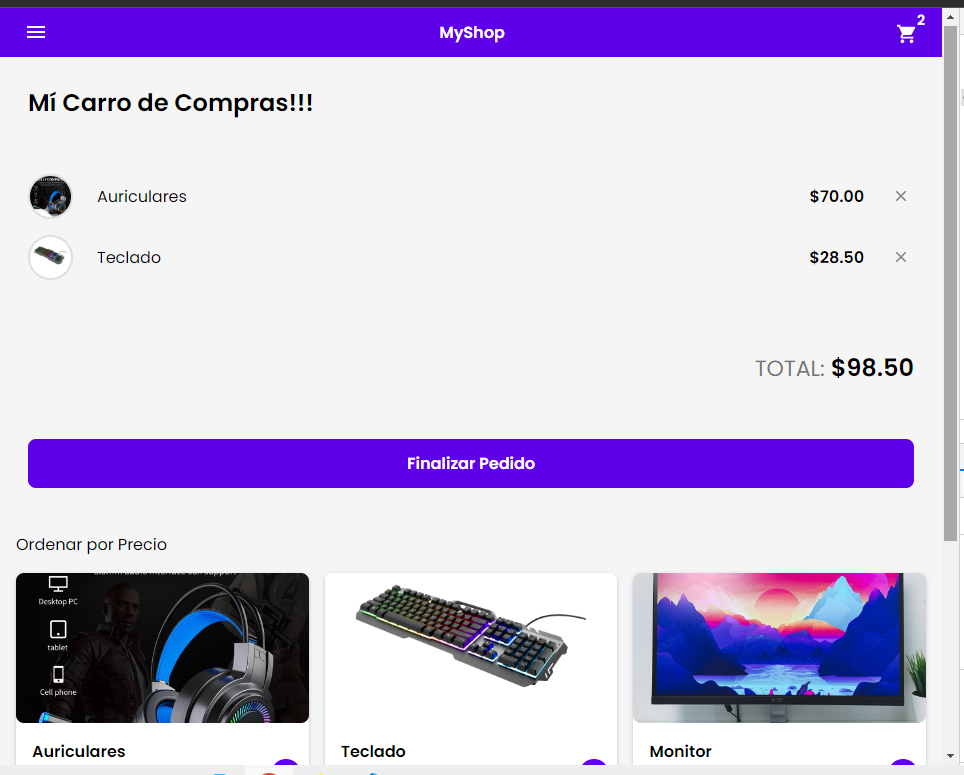 MyShop
2
Mí Carro de Compras!!!
Auriculares
$70.00
Teclado
$28.50
TOTAL: $98.50
Finalizar Pedido
Ordenar por Precio
Desktop PC
tablet
Cell phone
Auriculares
Teclado
Monitor